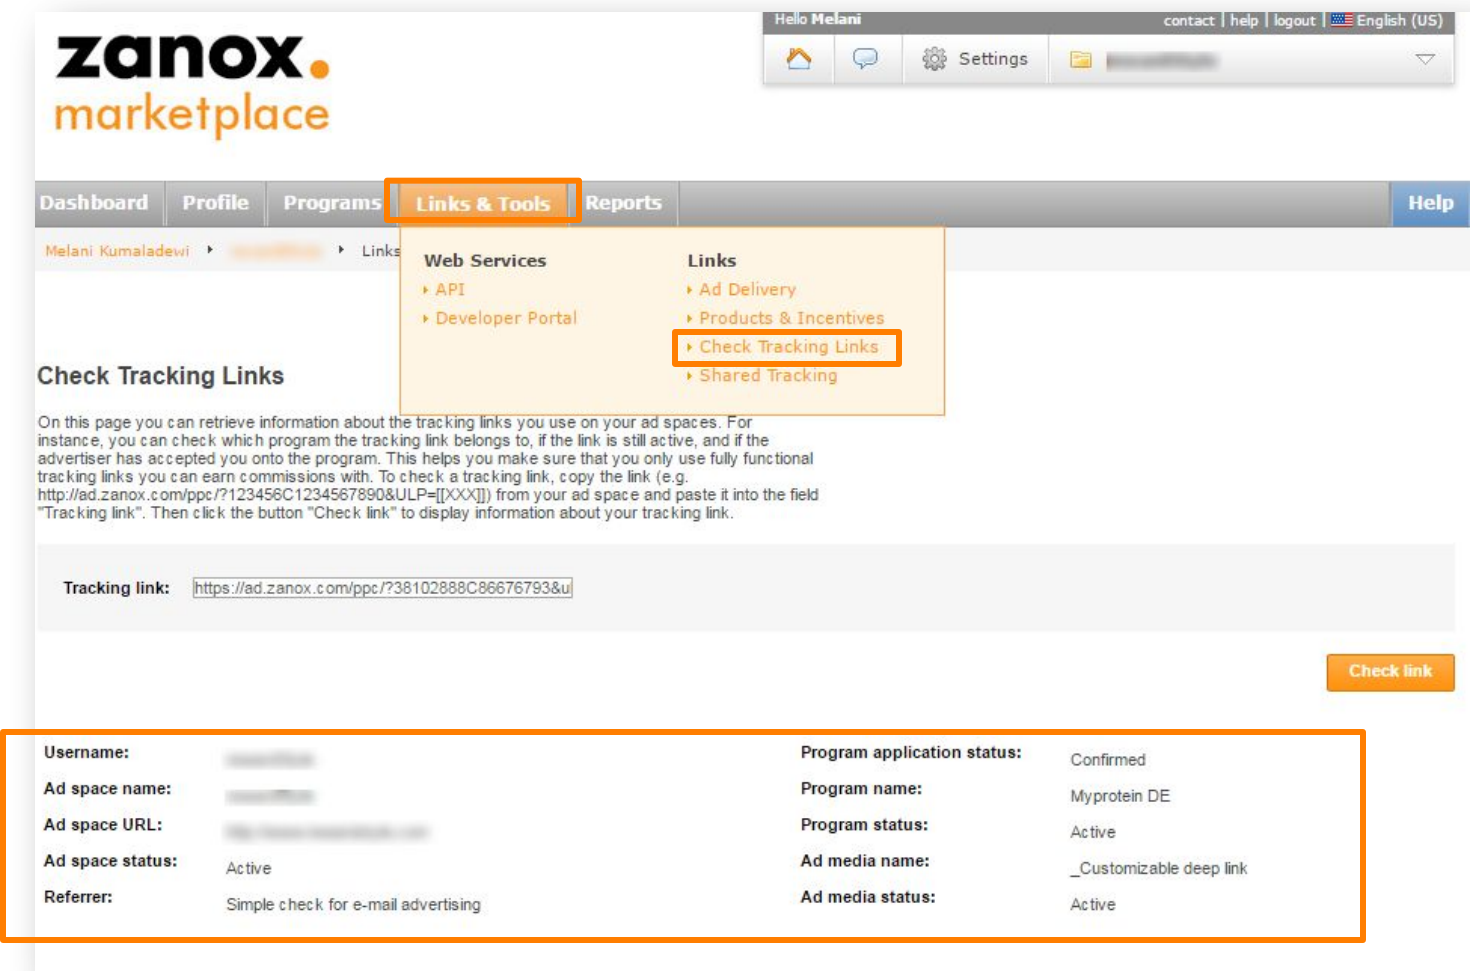 Hello Melani
contact | help | logout | English (US)
zanox.
marketplace
Settings
Dashboard Profile Programs Links & Tools Reports Help
Melani Kumaladewi Links
Web Services
API
Developer Portal
Links
Ad Delivery
Products & Incentives
Check Tracking Links
Shared Tracking
Check Tracking Links
On this page you can retrieve information about the tracking links you use on your ad spaces. For
instance, you can check which program the tracking link belongs to, if the link is still active, and if the
advertiser has accepted you onto the program. This helps you make sure that you only use fully functional
tracking links you can earn commissions with. To check a tracking link, copy the link (e.g.
http://ad.zanox.com/ppc/?123456C1234567890&ULP=[[XXX]]) from your ad space and paste it into the field
"Tracking link". Then click the button "Check link" to display information about your tracking link.
Tracking link: https://ad.zanox.com/ppc/?38102888C86676793&u
Check link
Username:
Ad space name:
Ad space URL:
Ad space status: Active
Referrer: Simple check for e-mail advertising
Program application status: Confirmed
Program name: Myprotein DE
Program status: Active
Ad media name: _Customizable deep link
Ad media status: Active